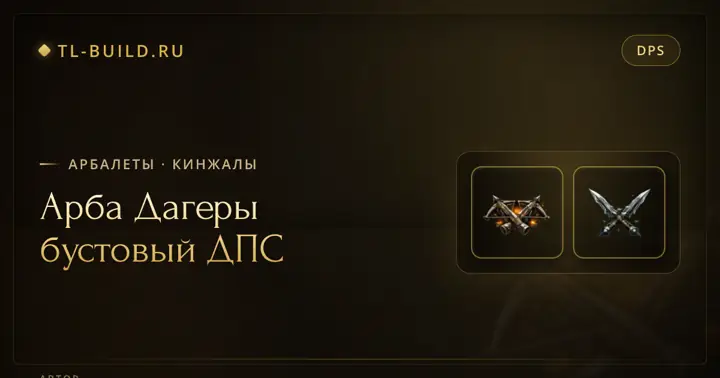 TL-BUILD.RU
DPS
АРБАЛЕТЫ · КИНЖАЛЫ
Арба Дагеры
бустовый ДПС